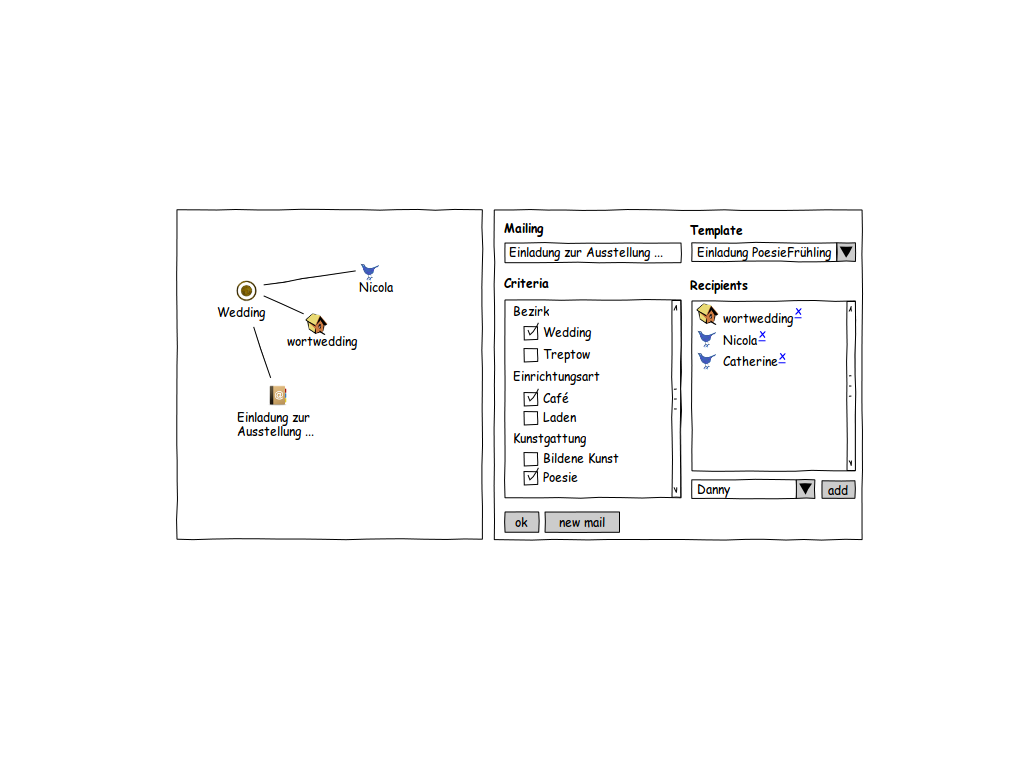 Nicola
Wedding
wortwedding
Einladung zur
Ausstellung ...
Mailing
Einladung zur Ausstellung ...
Template
Einladung PoesieFrühling
Criteria
Bezirk
Wedding
Treptow
Einrichtungsart
Café
Laden
Kunstgattung
Bildene Kunst
Poesie
Recipients
wortwedding x
Nicola x
Catherine x
Danny
add
ok
new mail